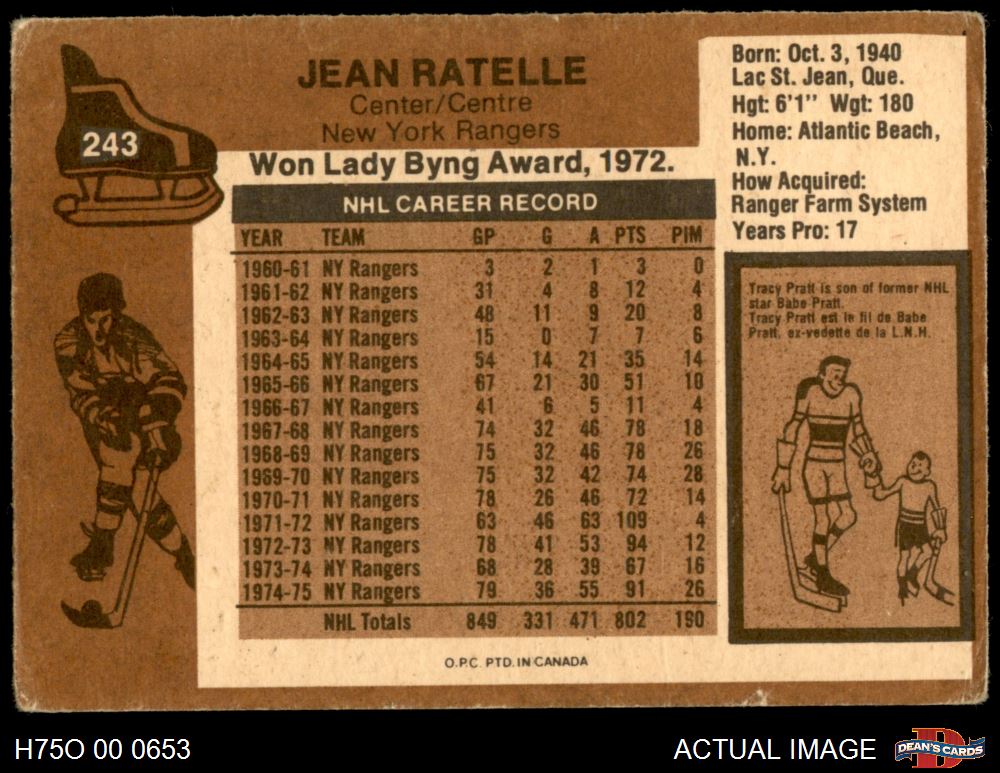 JEAN RATELLE
Center/Centre
New York Rangers
243
Won Lady Byng Award, 1972.
Born: Oct. 3, 1940
Lac St. Jean, Que.
Hgt: 6'1" Wgt: 180
Home: Atlantic Beach,
N.Y.
How Acquired:
Ranger Farm System
Years Pro: 17
NHL CAREER RECORD
YEAR TEAM GP G A PTS PIM
1960-61 NY Rangers 3 2 1 3 0
1961-62 NY Rangers 31 4 8 12 4
1962-63 NY Rangers 48 11 9 20 8
1963-64 NY Rangers 15 0 7 7 6
1964-65 NY Rangers 54 14 21 35 14
1965-66 NY Rangers 67 21 30 51 10
1966-67 NY Rangers 41 6 5 11 4
1967-68 NY Rangers 74 32 46 78 18
1968-69 NY Rangers 75 32 46 78 26
1969-70 NY Rangers 75 32 42 74 28
1970-71 NY Rangers 78 26 46 72 14
1971-72 NY Rangers 63 46 63 109 4
1972-73 NY Rangers 78 41 53 94 12
1973-74 NY Rangers 68 28 39 67 16
1974-75 NY Rangers 79 36 55 91 26
NHL Totals 849 331 471 802 190
Tracy Pratt is son of former NHL
star Babe Pratt.
Tracy Pratt est le fil de Babe
Pratt, ex-vedette de la L.N.H.
O.P.C. PTD. IN CANADA
H75O 00 0653
ACTUAL IMAGE
D
DEAN'S CARDS